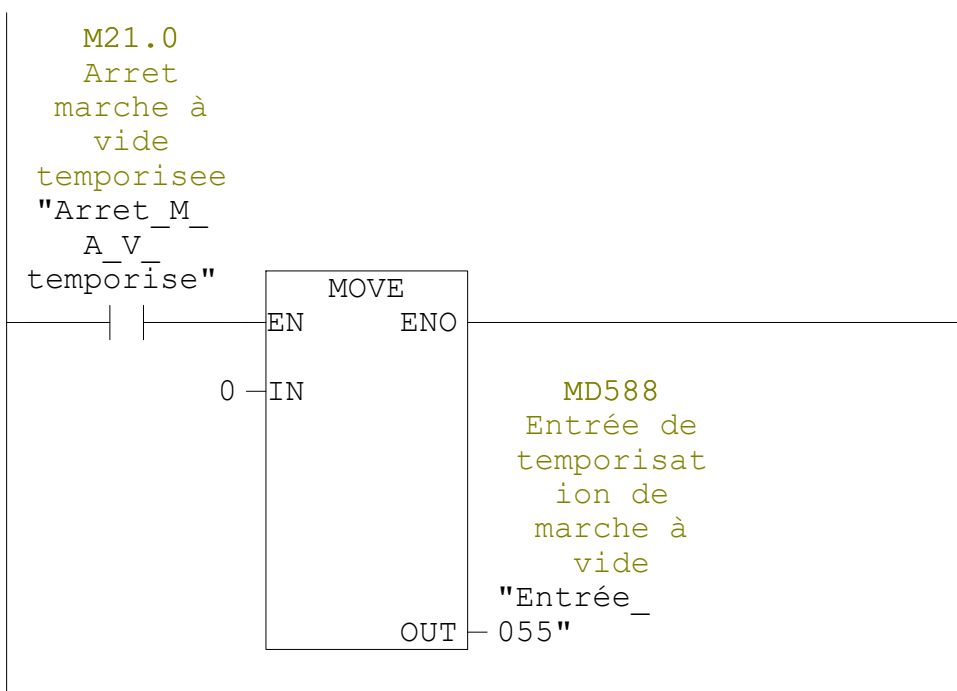 M21.0
Arret
marche à
vide
temporisee
"Arret_M_
A_V_
temporise"
MOVE
EN ENO
0 IN
MD588
Entrée de
temporisat
ion de
marche à
vide
"Entrée_
OUT 055"